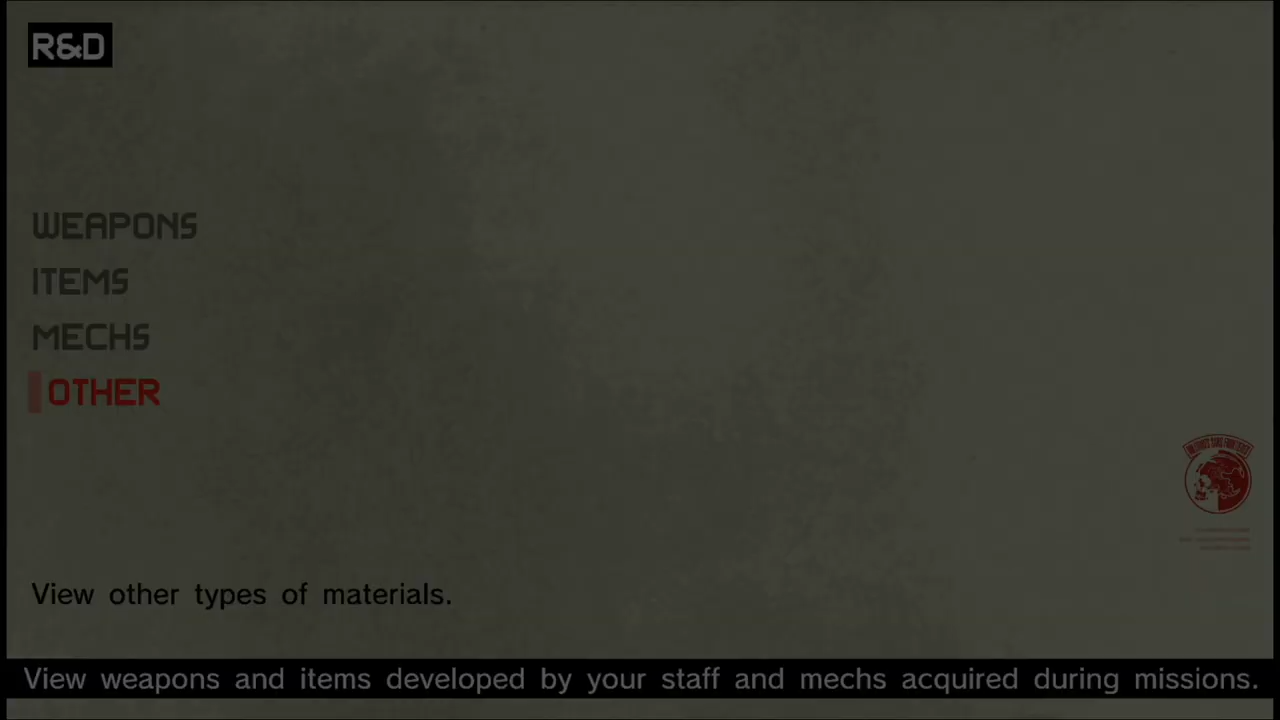 R&D
WEAPONS
ITEMS
MECHS
OTHER
View other types of materials.
View weapons and items developed by your staff and mechs acquired during missions.